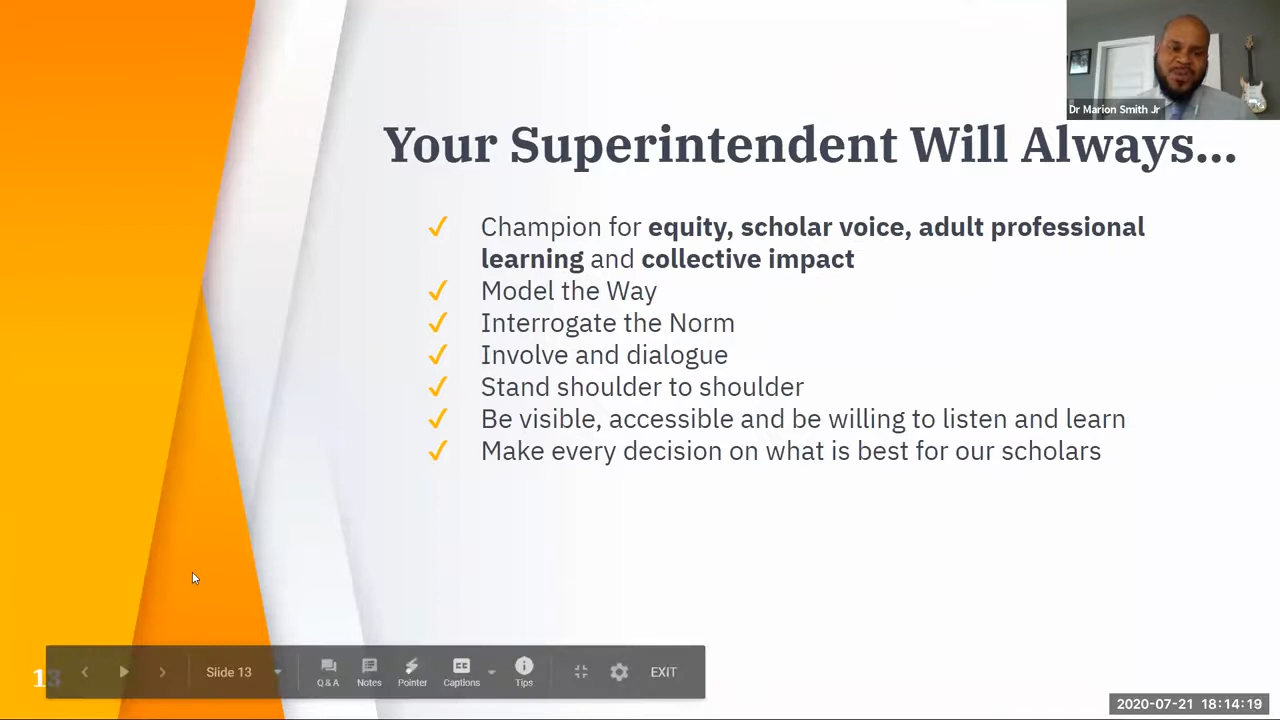 Dr Marion Smith Jr
Your Superintendent Will Always...
✓ Champion for equity, scholar voice, adult professional
learning and collective impact
✓ Model the Way
✓ Interrogate the Norm
✓ Involve and dialogue
✓ Stand shoulder to shoulder
✓ Be visible, accessible and be willing to listen and learn
✓ Make every decision on what is best for our scholars
13
Slide 13
Q & A
Notes
Pointer
CC
Captions
Tips
EXIT
2020-07-21 18:14:19